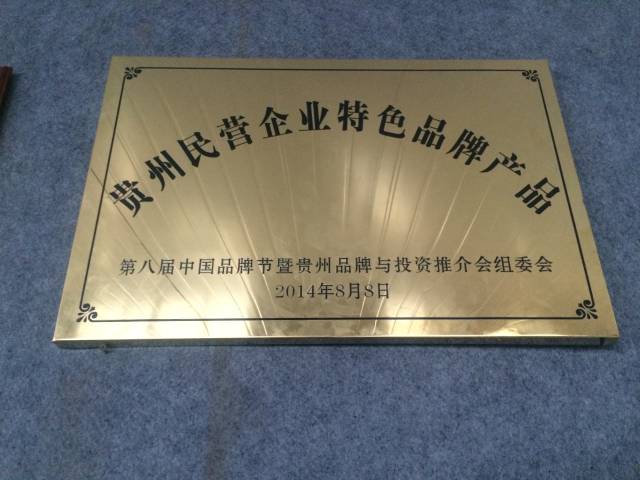 贵州民营企业特色品牌产品
第八届中国品牌节暨贵州品牌与投资推介会组委会
2014年8月8日